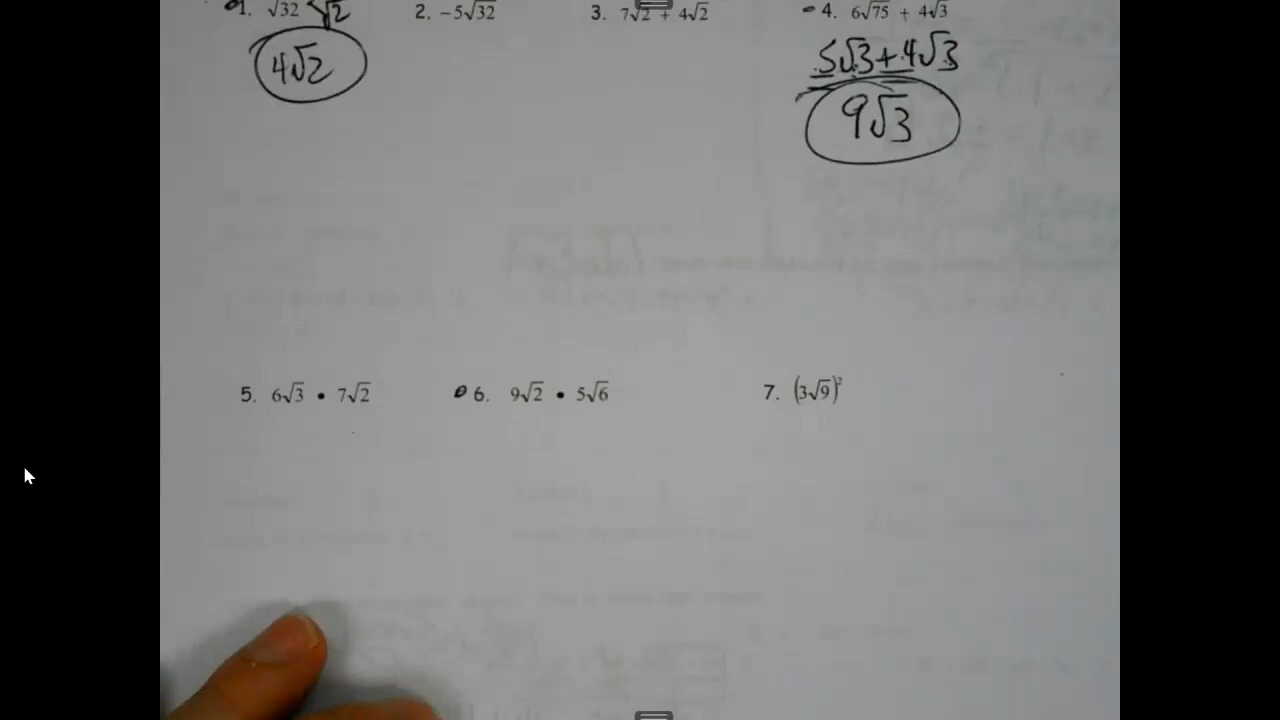 1. √32 √2 2. −5√32 3. 7√2 + 4√2 4. 6√75 + 4√3
4√2 5√3+4√3
9√3
5. 6√3 • 7√2 6. 9√2 • 5√6 7. (3√9)²